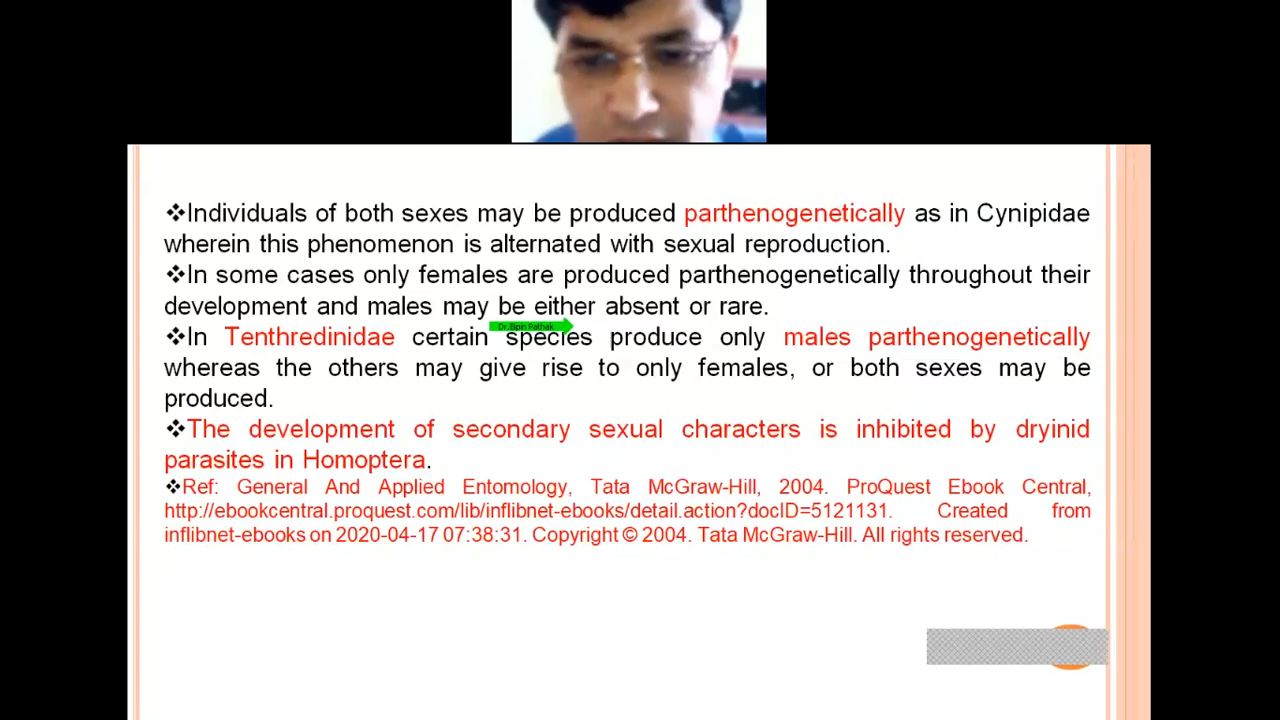 ❖Individuals of both sexes may be produced parthenogenetically as in Cynipidae
wherein this phenomenon is alternated with sexual reproduction.
❖In some cases only females are produced parthenogenetically throughout their
development and males may be either absent or rare.
Dr.Bipin Pathak
❖In Tenthredinidae certain species produce only males parthenogenetically
whereas the others may give rise to only females, or both sexes may be
produced.
❖The development of secondary sexual characters is inhibited by dryinid
parasites in Homoptera.
❖Ref: General And Applied Entomology, Tata McGraw-Hill, 2004. ProQuest Ebook Central,
http://ebookcentral.proquest.com/lib/inflibnet-ebooks/detail.action?docID=5121131. Created from
inflibnet-ebooks on 2020-04-17 07:38:31. Copyright © 2004. Tata McGraw-Hill. All rights reserved.